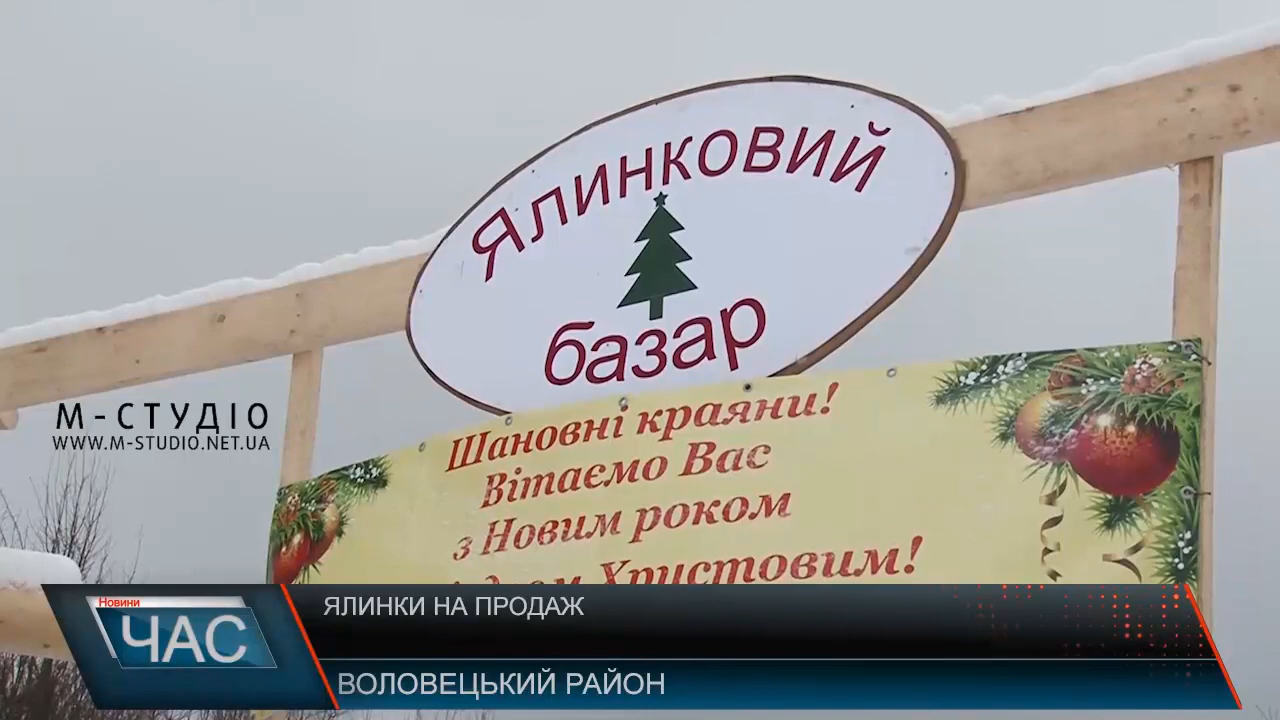 Ялинковий
базар
Шановні краяни!
Вітаємо Вас
з Новим роком
Христовим!
М-СТУДІО
WWW.M-STUDIO.NET.UA
Новини
ЧАС
ЯЛИНКИ НА ПРОДАЖ
ВОЛОВЕЦЬКИЙ РАЙОН